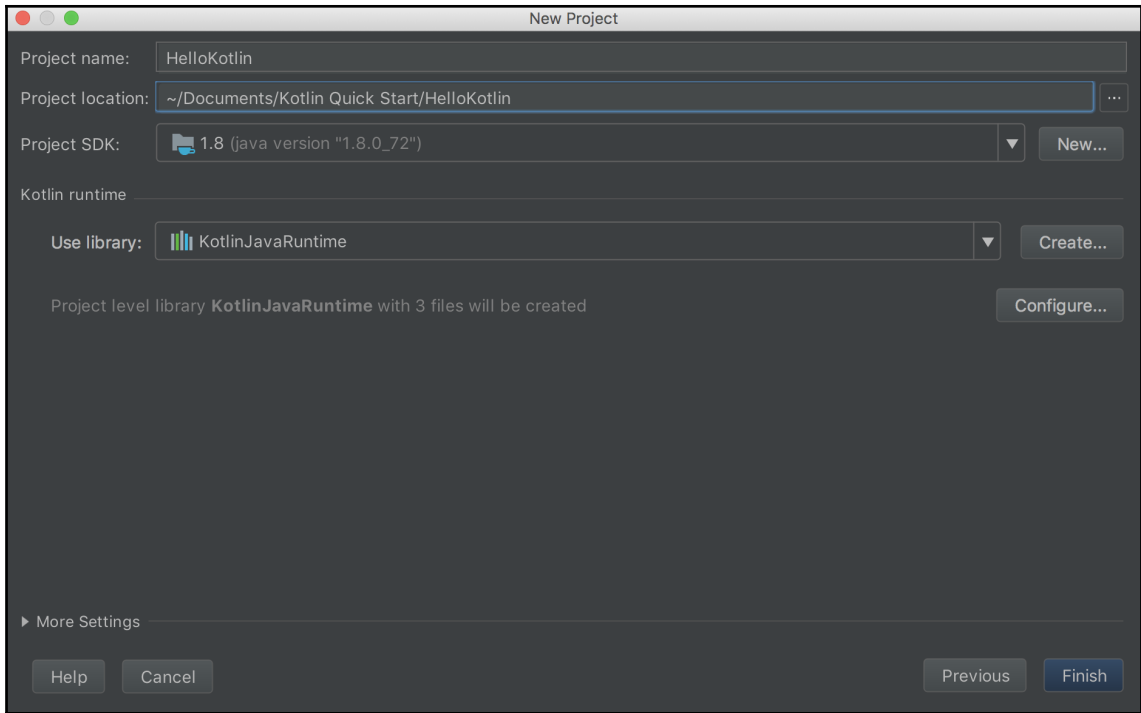 New Project
Project name: HelloKotlin
Project location: ~/Documents/Kotlin Quick Start/HelloKotlin ...
Project SDK: 1.8 (java version "1.8.0_72") New...
Kotlin runtime
Use library: KotlinJavaRuntime Create...
Project level library KotlinJavaRuntime with 3 files will be created Configure...
More Settings
Help Cancel Previous Finish